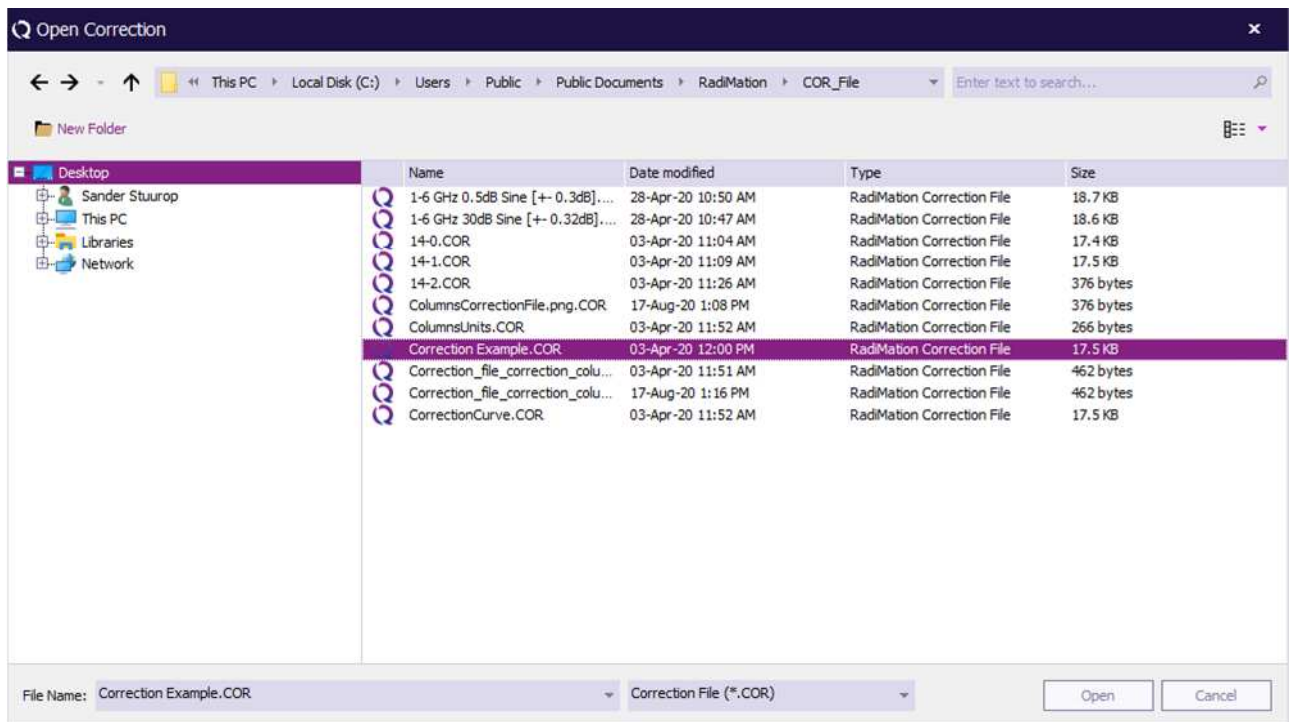 Open Correction
This PC Local Disk (C:) Users Public Public Documents RadiMation COR_File Enter text to search...
New Folder
Desktop
Sander Stuurop
This PC
Libraries
Network
Name Date modified Type Size
1-6 GHz 0.5dB Sine [+- 0.3dB].... 28-Apr-20 10:50 AM RadiMation Correction File 18.7 KB
1-6 GHz 30dB Sine [+- 0.32dB].... 28-Apr-20 10:47 AM RadiMation Correction File 18.6 KB
14-0.COR 03-Apr-20 11:04 AM RadiMation Correction File 17.4 KB
14-1.COR 03-Apr-20 11:09 AM RadiMation Correction File 17.5 KB
14-2.COR 03-Apr-20 11:26 AM RadiMation Correction File 376 bytes
ColumnsCorrectionFile.png.COR 17-Aug-20 1:08 PM RadiMation Correction File 376 bytes
ColumnsUnits.COR 03-Apr-20 11:52 AM RadiMation Correction File 266 bytes
Correction Example.COR 03-Apr-20 12:00 PM RadiMation Correction File 17.5 KB
Correction_file_correction_colu... 03-Apr-20 11:51 AM RadiMation Correction File 462 bytes
Correction_file_correction_colu... 17-Aug-20 1:16 PM RadiMation Correction File 462 bytes
CorrectionCurve.COR 03-Apr-20 11:52 AM RadiMation Correction File 17.5 KB
File Name: Correction Example.COR Correction File (*.COR) Open Cancel